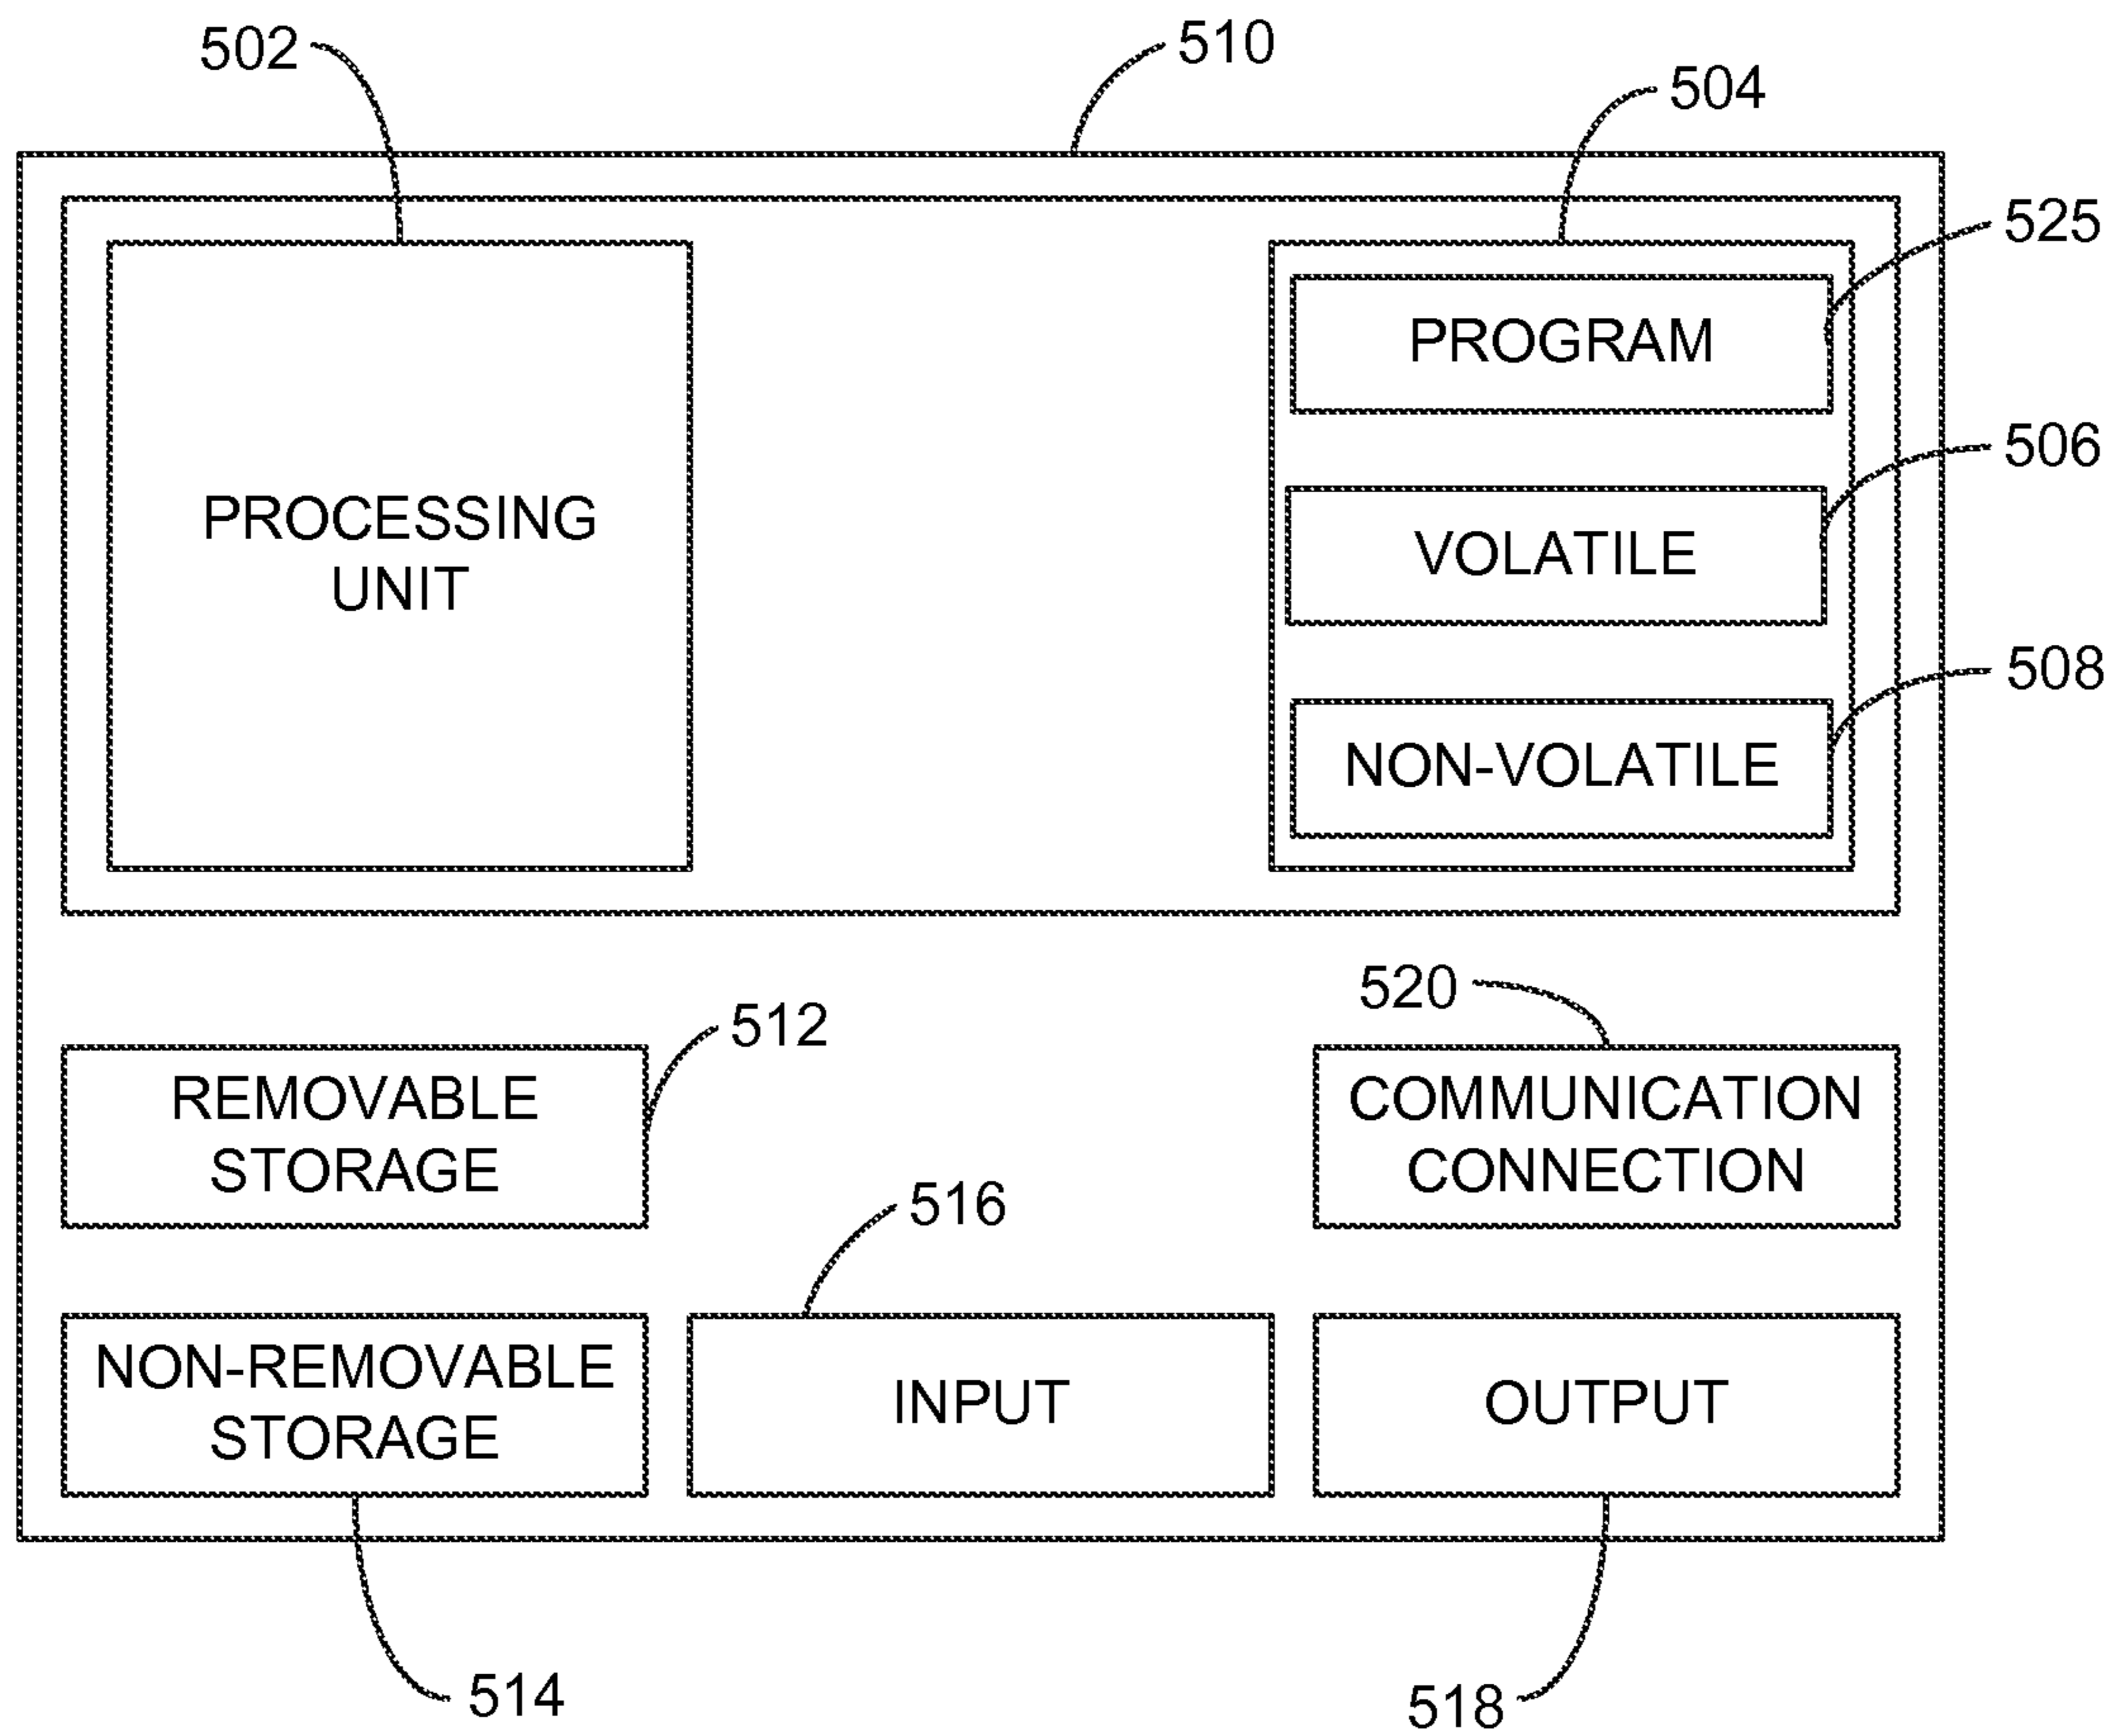 502
510
504
525
PROGRAM
506
PROCESSING
UNIT
VOLATILE
508
NON-VOLATILE
520
512
REMOVABLE
STORAGE
COMMUNICATION
CONNECTION
516
NON-REMOVABLE
STORAGE
INPUT
OUTPUT
514
518